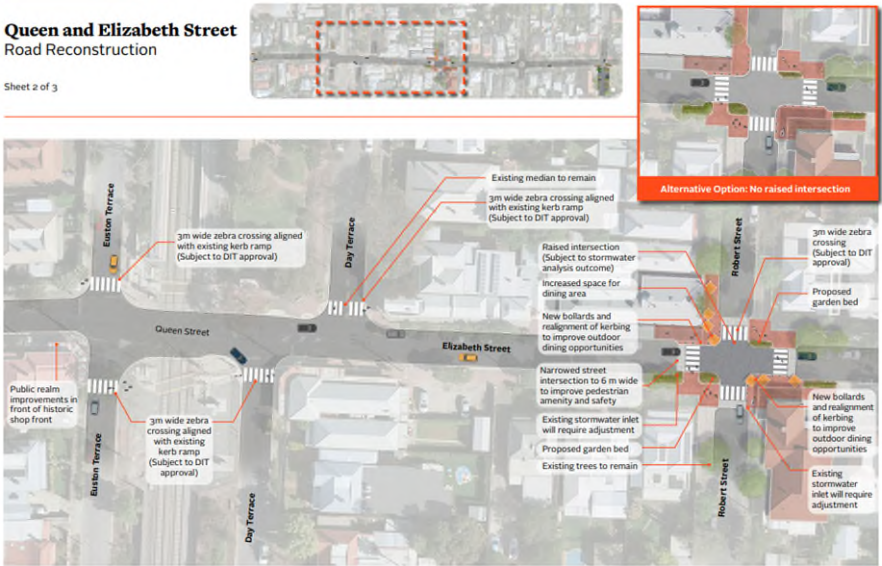 Queen and Elizabeth Street
Road Reconstruction
Sheet 2 of 3
Alternative Option: No raised intersection
Euston Terrace
3m wide zebra crossing aligned
with existing kerb ramp
(Subject to DIT approval)
Day Terrace
Existing median to remain
3m wide zebra crossing aligned
with existing kerb ramp
(Subject to DIT approval)
Raised intersection
(Subject to stormwater
analysis outcome)
Increased space for
dining area
New bollards and
realignment of kerbing
to improve outdoor
dining opportunities
Robert Street
3m wide zebra
crossing
(Subject to DIT
approval)
Proposed
garden bed
Queen Street
Elizabeth Street
Public realm
improvements in
front of historic
shop front
3m wide zebra
crossing aligned
with existing
kerb ramp
(Subject to DIT
approval)
Narrowed street
intersection to 6 m wide
to improve pedestrian
amenity and safety
Existing stormwater inlet
will require adjustment
Proposed garden bed
Existing trees to remain
New bollards
and realignment
of kerbing
to improve
outdoor dining
opportunities
Existing
stormwater
inlet will require
adjustment
Euston Terrace
Day Terrace
Robert Street